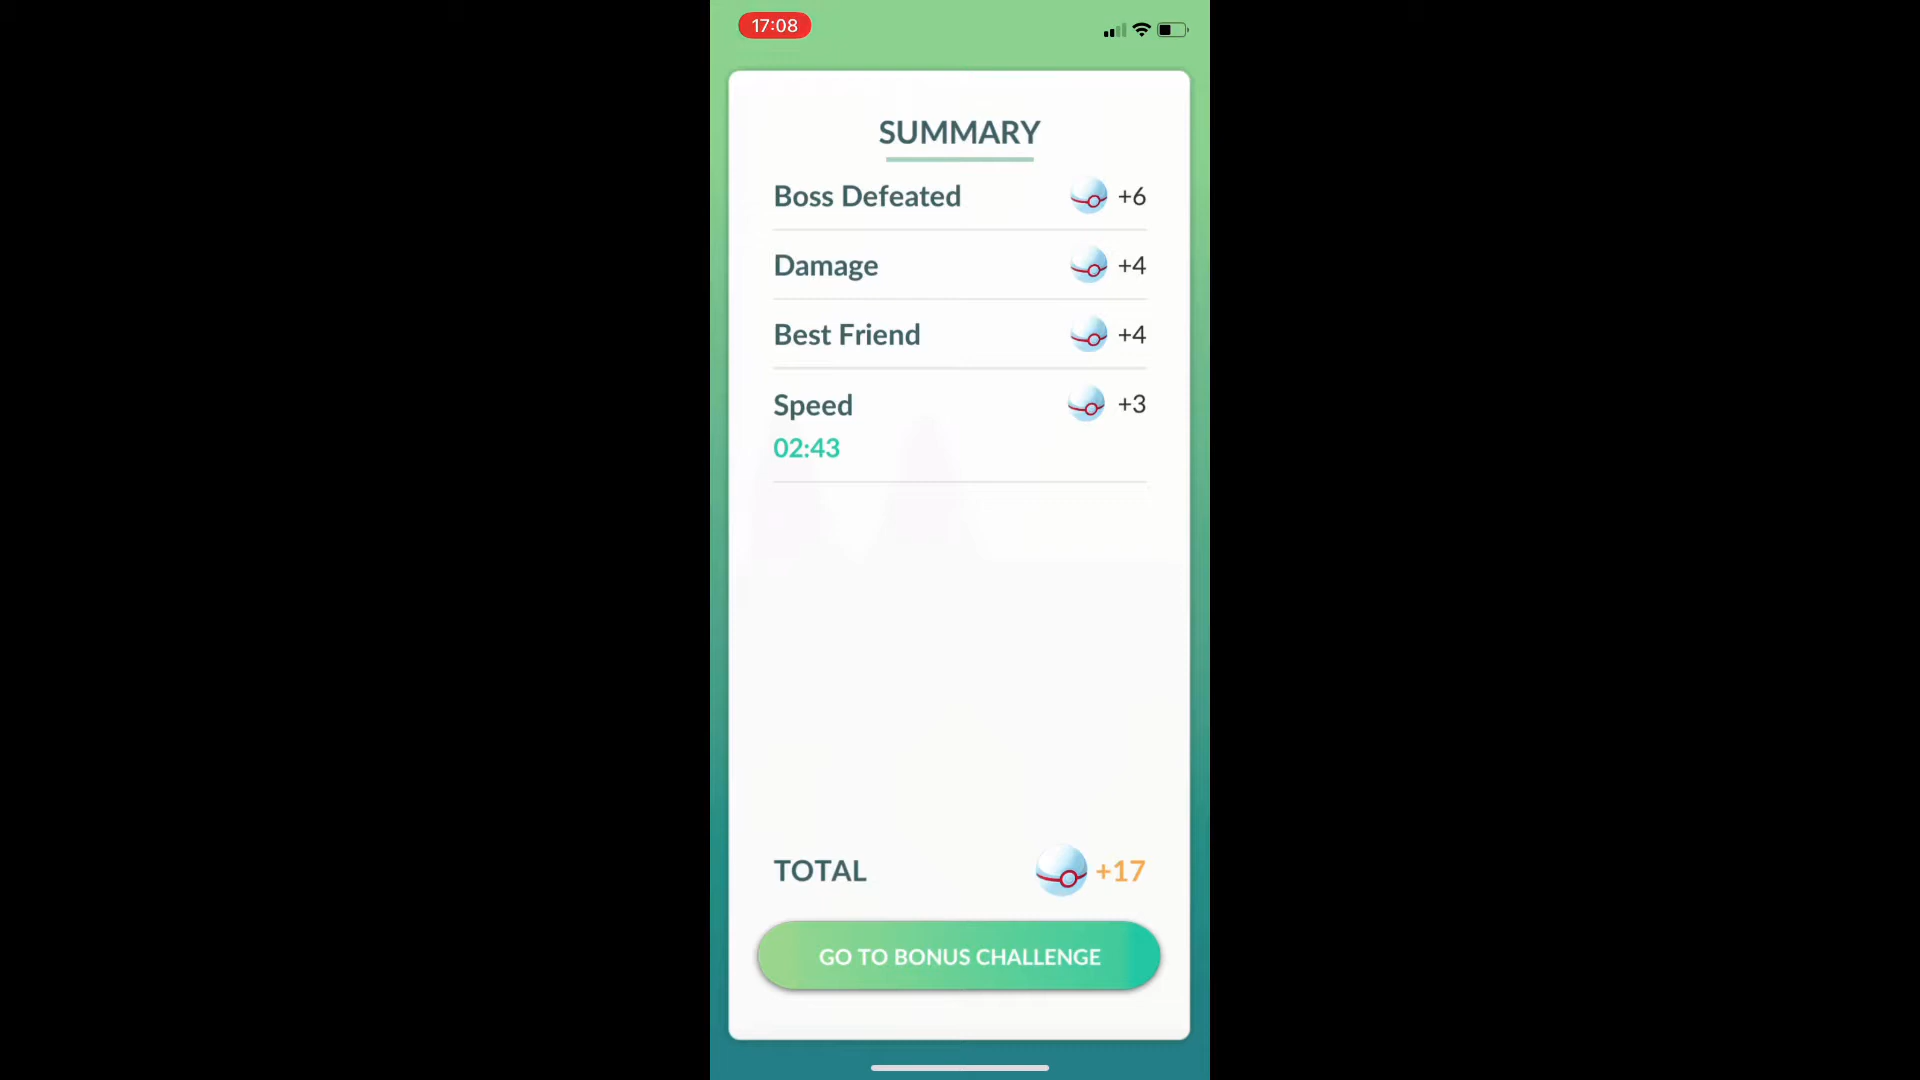 17:08
SUMMARY
Boss Defeated +6
Damage +4
Best Friend +4
Speed +3
02:43
TOTAL +17
GO TO BONUS CHALLENGE